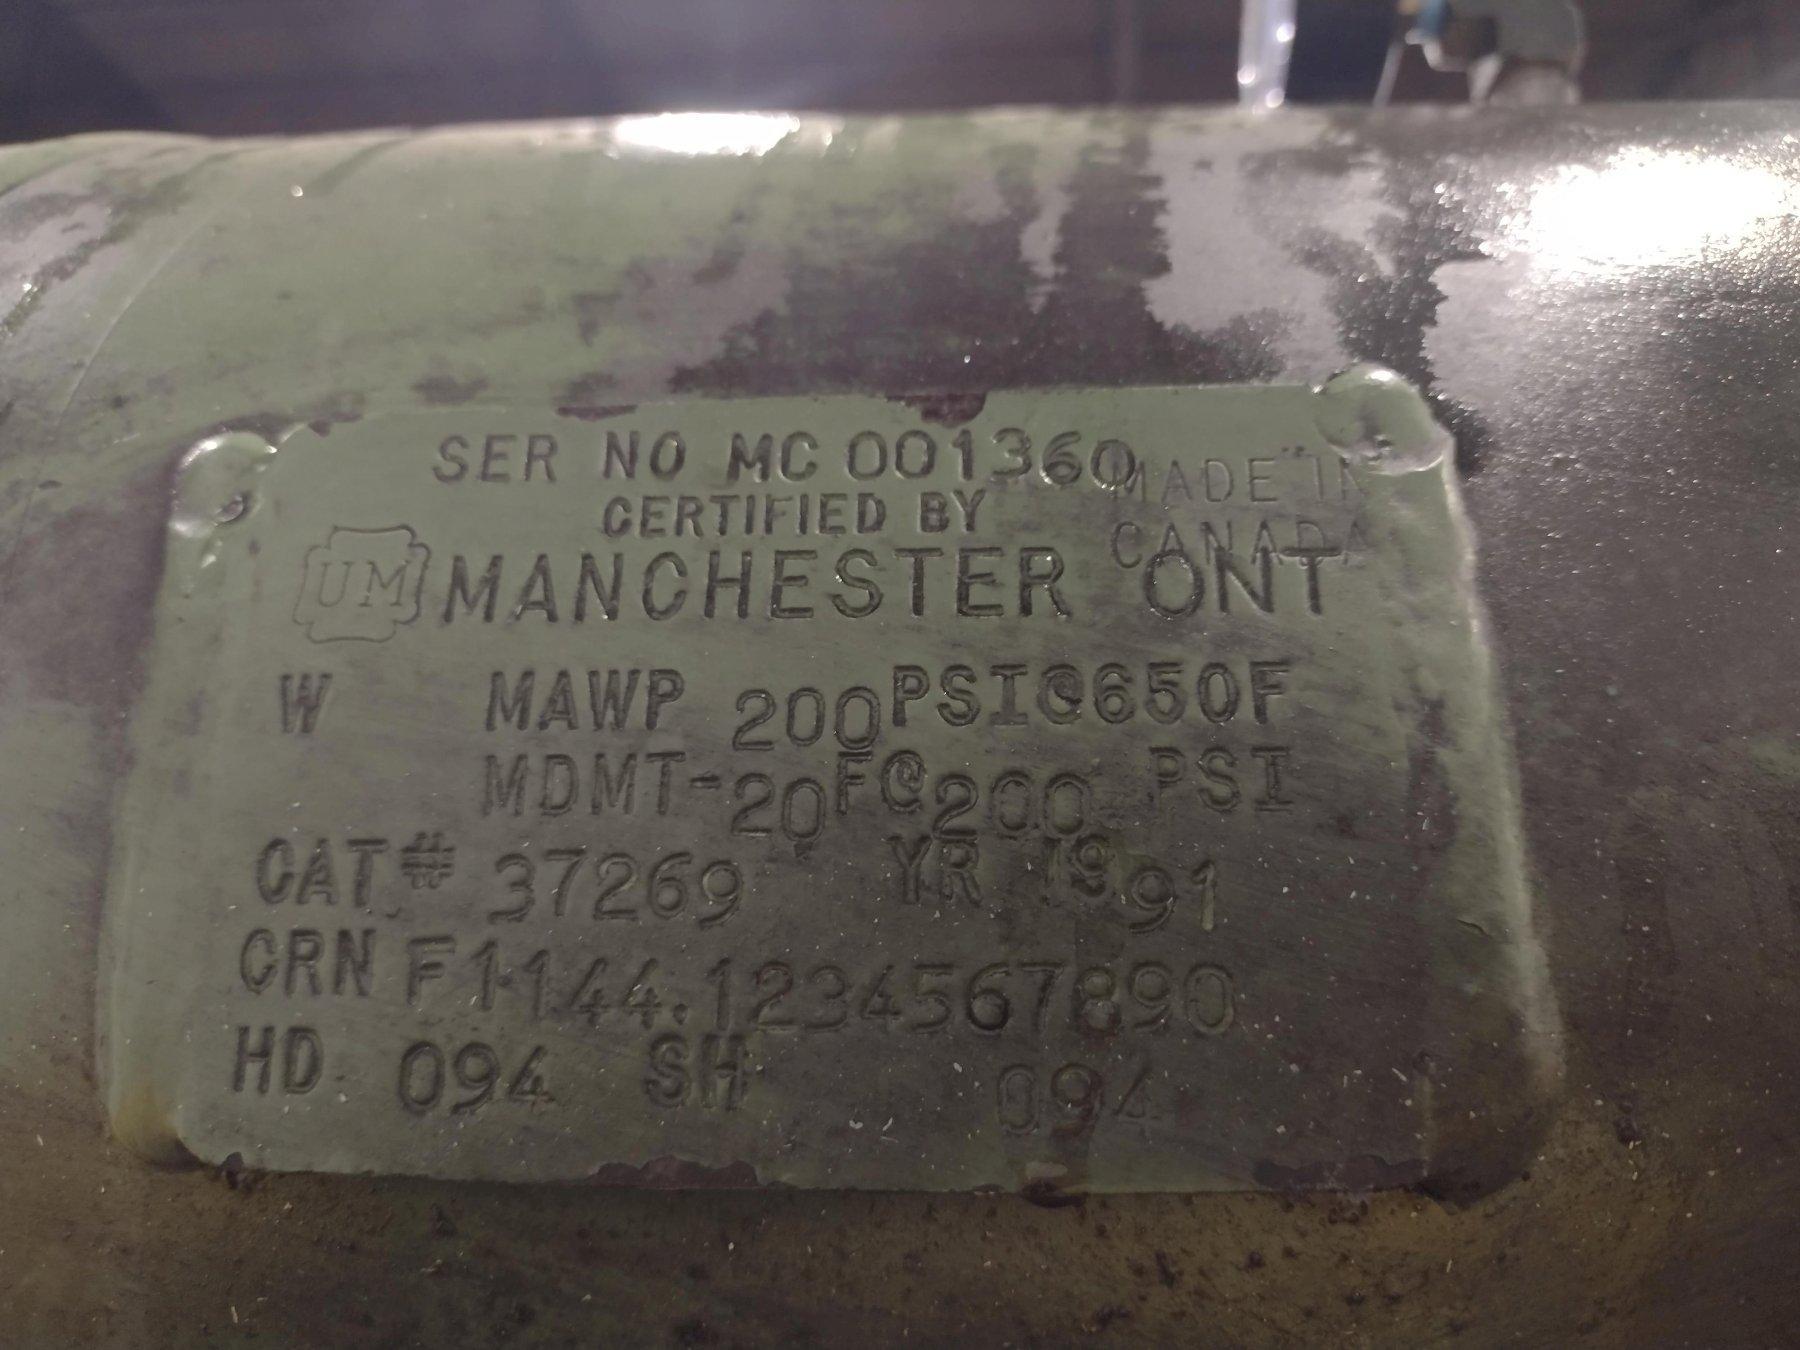 SER NO MC 001360
MADE IN
CANADA
CERTIFIED BY
UM
MANCHESTER ONT
W MAWP 200 PSI@650F
MDMT-20F@200 PSI
CAT# 37269 YR 1991
CRN F1144.1234567890
HD 094 SH 094